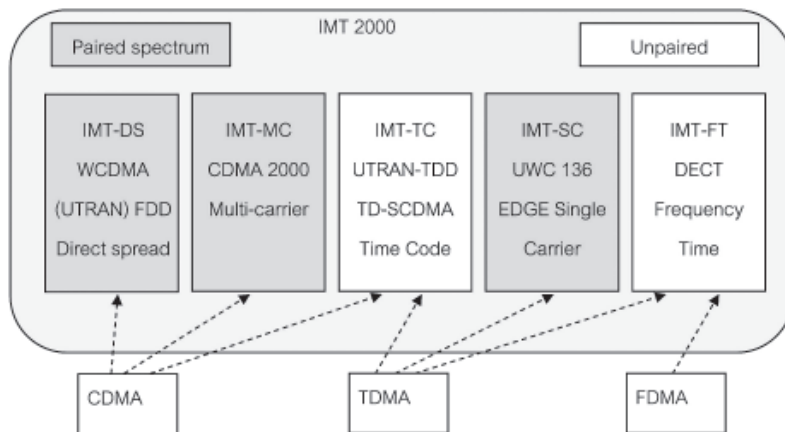 IMT 2000
Paired spectrum
Unpaired
IMT-DS
WCDMA
(UTRAN) FDD
Direct spread
IMT-MC
CDMA 2000
Multi-carrier
IMT-TC
UTRAN-TDD
TD-SCDMA
Time Code
IMT-SC
UWC 136
EDGE Single
Carrier
IMT-FT
DECT
Frequency
Time
CDMA
TDMA
FDMA